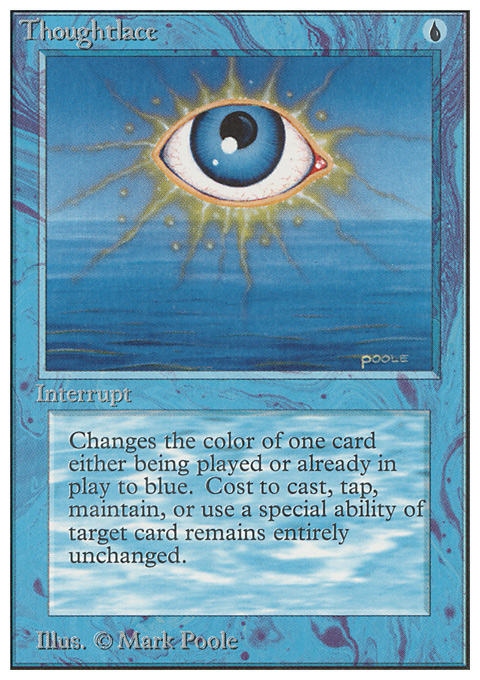 Thoughtlace
POOLE
Interrupt
Changes the color of one card
either being played or already in
play to blue. Cost to cast, tap,
maintain, or use a special ability of
target card remains entirely
unchanged.
Illus. © Mark Poole